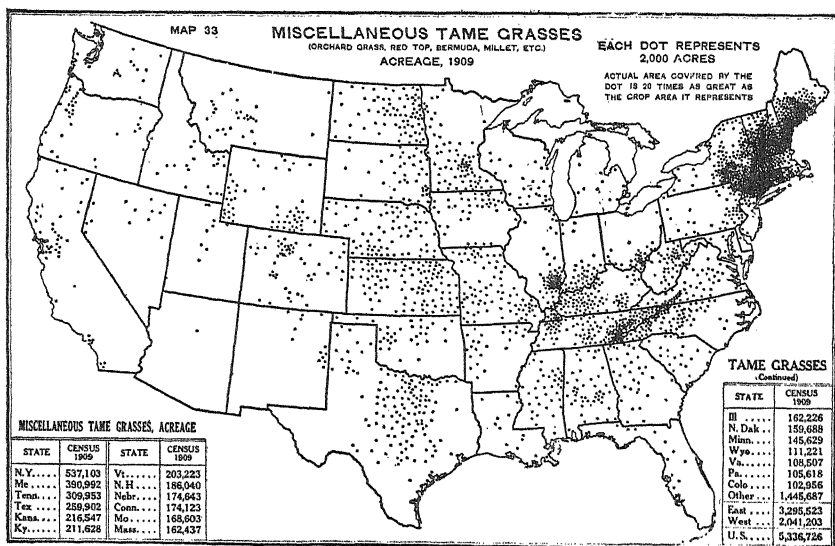 MAP 33
MISCELLANEOUS TAME GRASSES
(ORCHARD GRASS, RED TOP, BERMUDA, MILLET, ETC.)
ACREAGE, 1909
EACH DOT REPRESENTS
2,000 ACRES
ACTUAL AREA COVERED BY THE
DOT IS 20 TIMES AS GREAT AS
THE CROP AREA IT REPRESENTS
MISCELLANEOUS TAME GRASSES, ACREAGE
STATE CENSUS 1909 STATE CENSUS 1909
N.Y...... 537,103 Vt...... 203,223
Me ..... 390,992 N.H .... 186,040
Tenn.... 309,953 Nebr.... 174,643
Tex .... 259,902 Conn.... 174,123
Kans.... 216,547 Mo ..... 168,603
Ky...... 211,628 Mass.... 162,437
TAME GRASSES
(Continued)
STATE CENSUS 1909
Ill ..... 162,226
N. Dak .. 159,688
Minn.... 145,629
Wyo.... 111,221
Va...... 108,507
Pa...... 105,618
Colo .... 102,956
Other ... 1,445,687
East .... 3,295,523
West .... 2,041,203
U.S..... 5,336,726